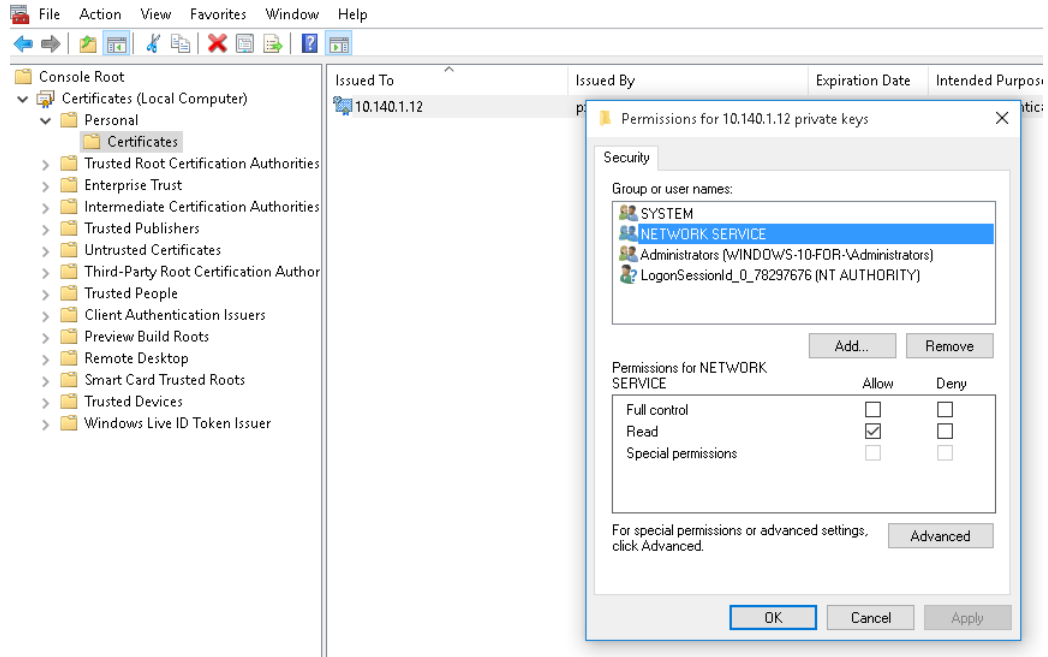 File Action View Favorites Window Help
Console Root
Certificates (Local Computer)
Personal
Certificates
Trusted Root Certification Authorities
Enterprise Trust
Intermediate Certification Authorities
Trusted Publishers
Untrusted Certificates
Third-Party Root Certification Author
Trusted People
Client Authentication Issuers
Preview Build Roots
Remote Desktop
Smart Card Trusted Roots
Trusted Devices
Windows Live ID Token Issuer
Issued To Issued By Expiration Date Intended Purpose
10.140.1.12
Permissions for 10.140.1.12 private keys
Security
Group or user names:
SYSTEM
NETWORK SERVICE
Administrators (WINDOWS-10-FOR-\Administrators)
LogonSessionId_0_78297676 (NT AUTHORITY)
Add... Remove
Permissions for NETWORK
SERVICE Allow Deny
Full control
Read
Special permissions
For special permissions or advanced settings,
click Advanced.
Advanced
OK Cancel Apply